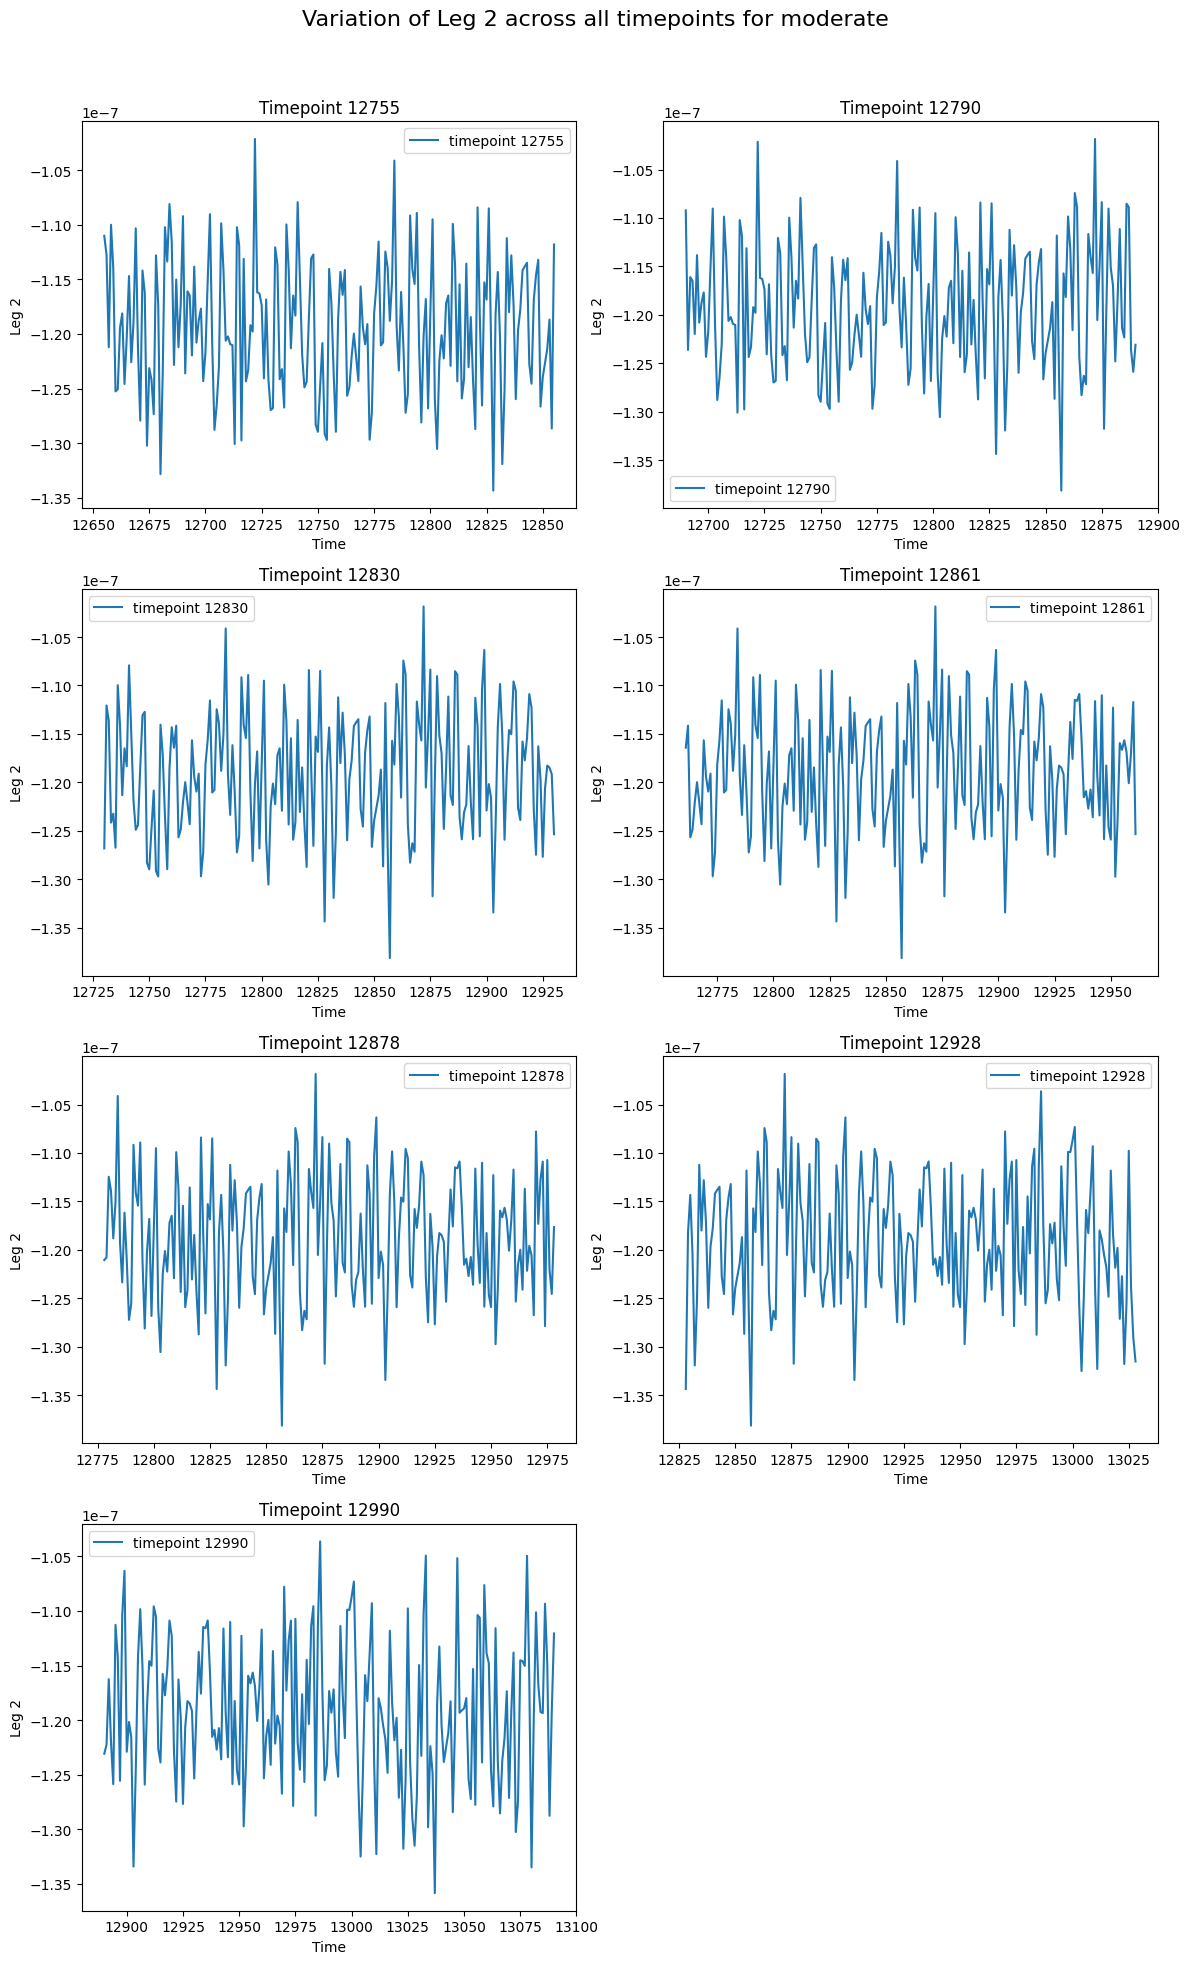 Variation of Leg 2 across all timepoints for moderate
Timepoint 12755
1e−7
timepoint 12755
−1.05
−1.10
−1.15
−1.20
−1.25
−1.30
−1.35
Leg 2
12650 12675 12700 12725 12750 12775 12800 12825 12850
Time
Timepoint 12790
1e−7
timepoint 12790
−1.05
−1.10
−1.15
−1.20
−1.25
−1.30
−1.35
Leg 2
12700 12725 12750 12775 12800 12825 12850 12875 12900
Time
Timepoint 12830
1e−7
timepoint 12830
−1.05
−1.10
−1.15
−1.20
−1.25
−1.30
−1.35
Leg 2
12725 12750 12775 12800 12825 12850 12875 12900 12925
Time
Timepoint 12861
1e−7
timepoint 12861
−1.05
−1.10
−1.15
−1.20
−1.25
−1.30
−1.35
Leg 2
12775 12800 12825 12850 12875 12900 12925 12950
Time
Timepoint 12878
1e−7
timepoint 12878
−1.05
−1.10
−1.15
−1.20
−1.25
−1.30
−1.35
Leg 2
12775 12800 12825 12850 12875 12900 12925 12950 12975
Time
Timepoint 12928
1e−7
timepoint 12928
−1.05
−1.10
−1.15
−1.20
−1.25
−1.30
−1.35
Leg 2
12825 12850 12875 12900 12925 12950 12975 13000 13025
Time
Timepoint 12990
1e−7
timepoint 12990
−1.05
−1.10
−1.15
−1.20
−1.25
−1.30
−1.35
Leg 2
12900 12925 12950 12975 13000 13025 13050 13075 13100
Time